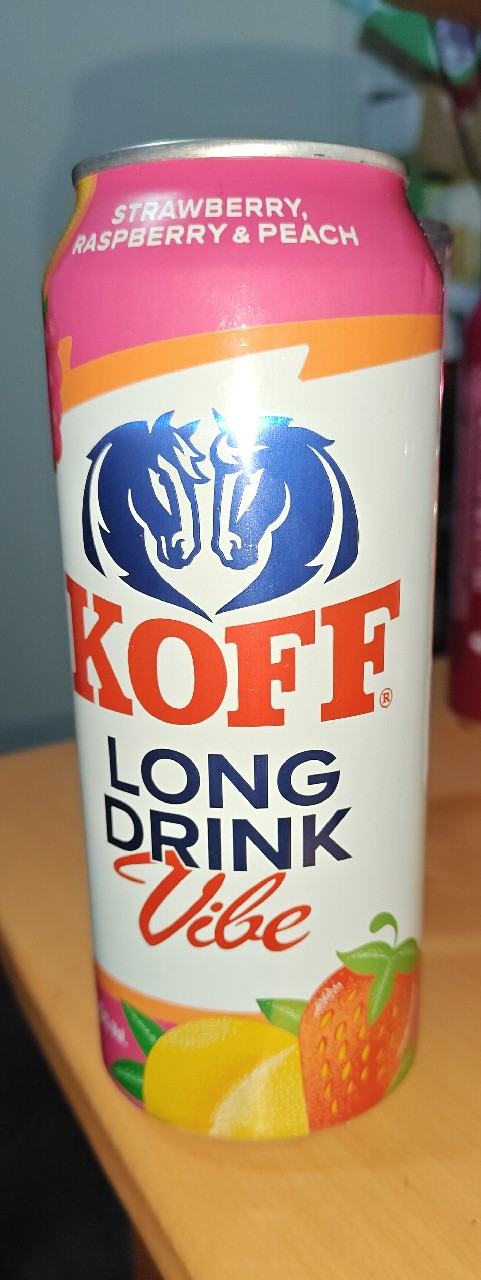 STRAWBERRY,
RASPBERRY & PEACH
KOFF®
LONG
DRINK
Vibe